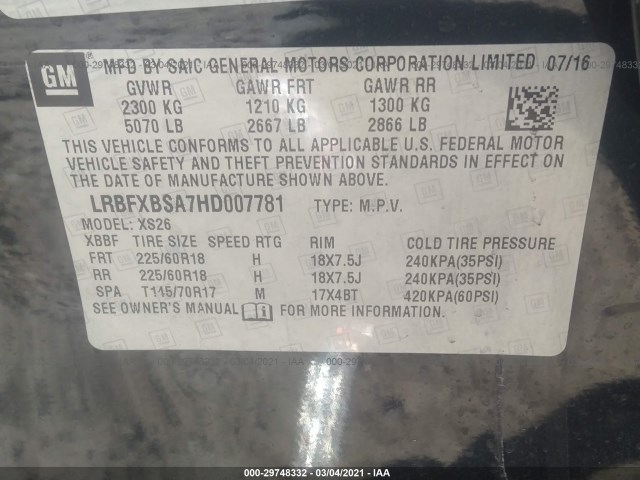 GM
MFD BY SAIC GENERAL MOTORS CORPORATION LIMITED 07/16
GVWR GAWR FRT GAWR RR
2300 KG 1210 KG 1300 KG
5070 LB 2667 LB 2866 LB
THIS VEHICLE CONFORMS TO ALL APPLICABLE U.S. FEDERAL MOTOR
VEHICLE SAFETY AND THEFT PREVENTION STANDARDS IN EFFECT ON
THE DATE OF MANUFACTURE SHOWN ABOVE.
LRBFXBSA7HD007781 TYPE: M.P.V.
MODEL: XS26
XBBF TIRE SIZE SPEED RTG RIM COLD TIRE PRESSURE
FRT 225/60R18 H 18X7.5J 240KPA(35PSI)
RR 225/60R18 H 18X7.5J 240KPA(35PSI)
SPA T145/70R17 M 17X4BT 420KPA(60PSI)
SEE OWNER'S MANUAL
000-29748332 | 03/04/2021 | IAA